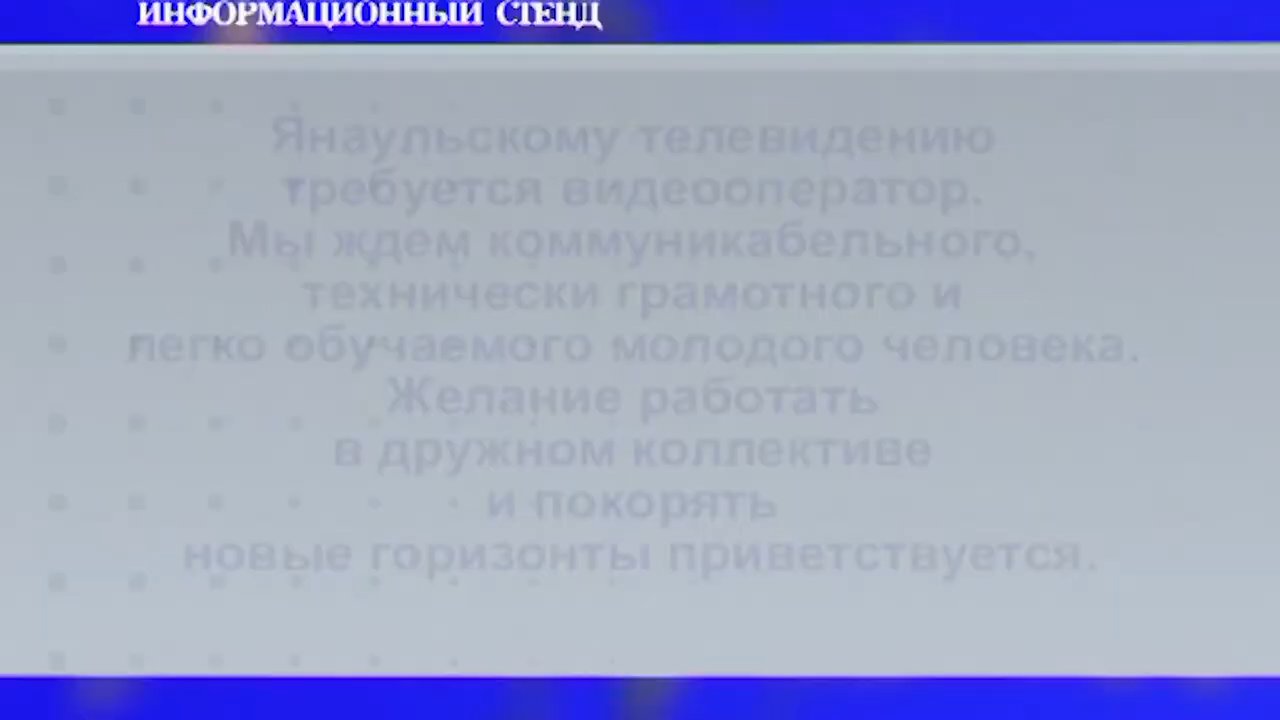 ИНФОРМАЦИОННЫЙ СТЕНД
Янаульскому телевидению
требуется видеооператор.
Мы ждем коммуникабельного,
технически грамотного и
легко обучаемого молодого человека.
Желание работать
в дружном коллективе
и покорять
новые горизонты приветствуется.